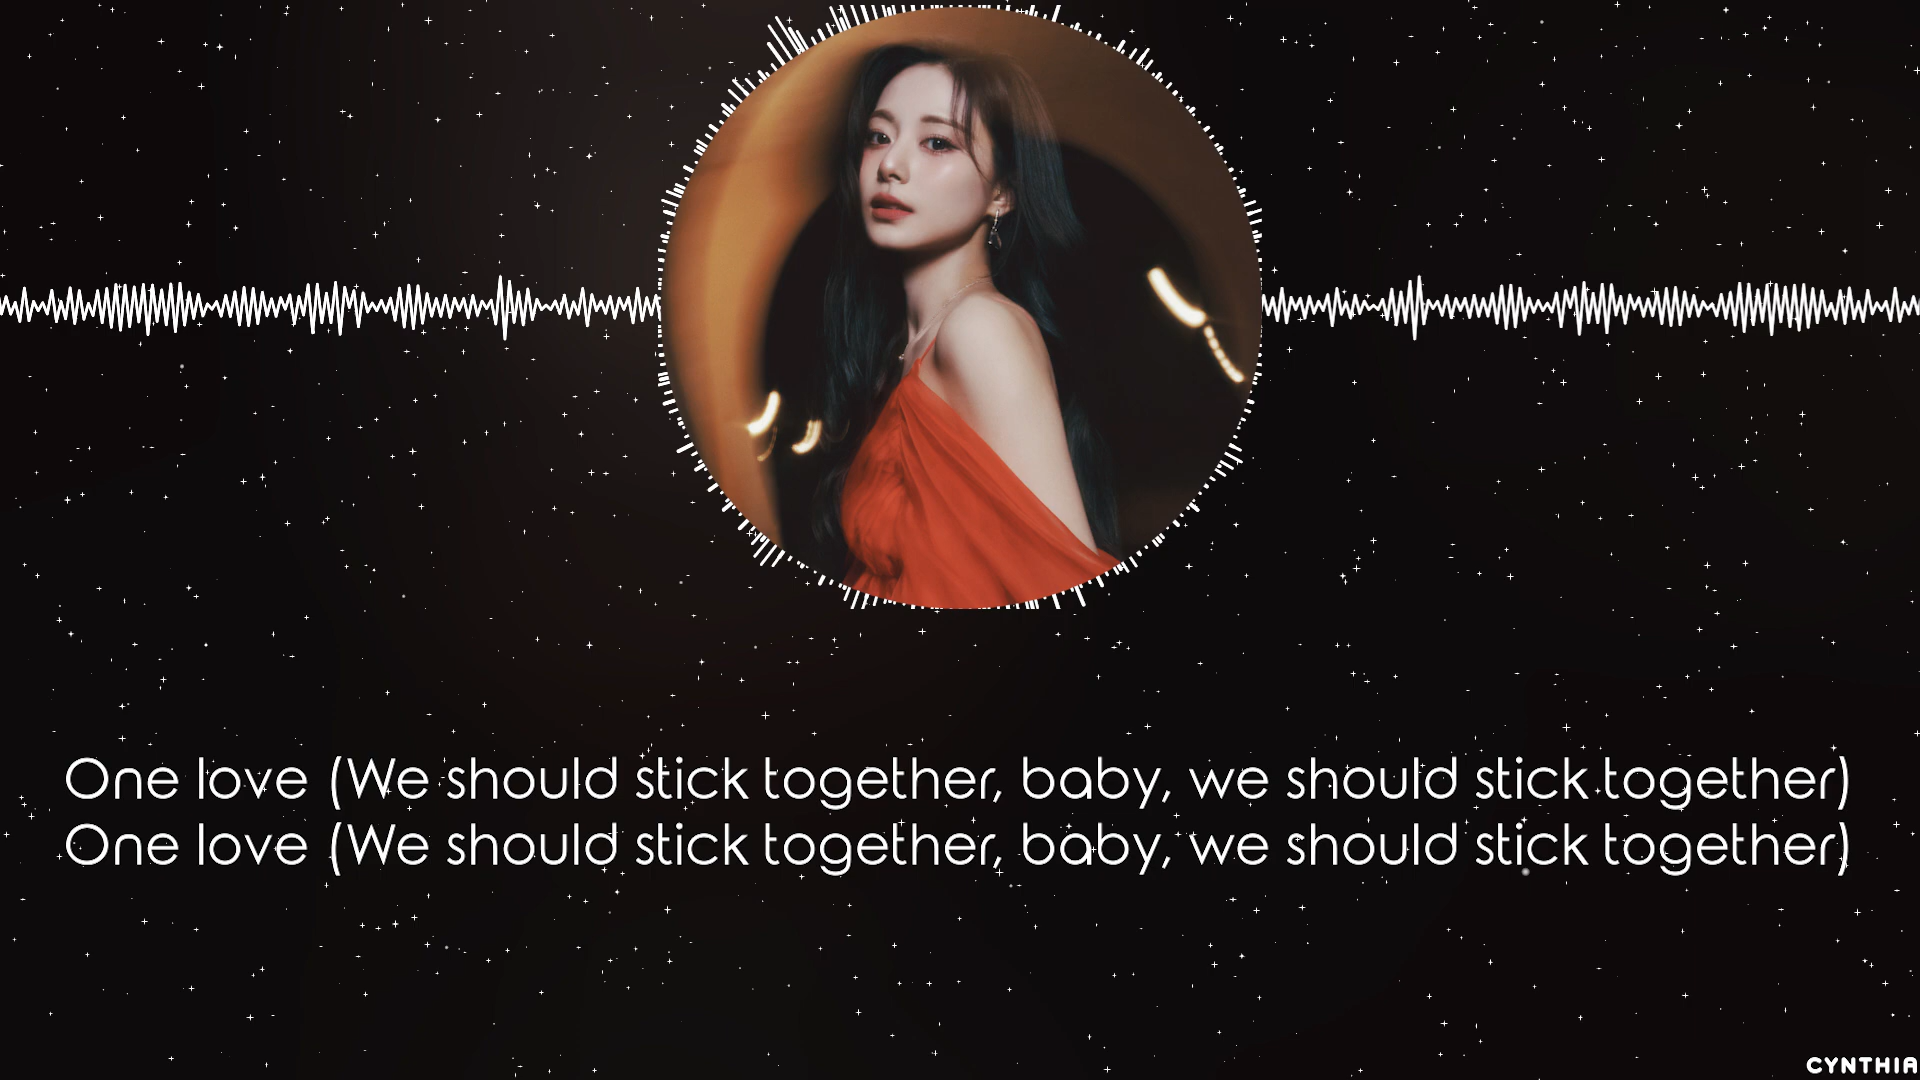 One love (We should stick together, baby, we should stick together)
One love (We should stick together, baby, we should stick together)
CYNTHIA